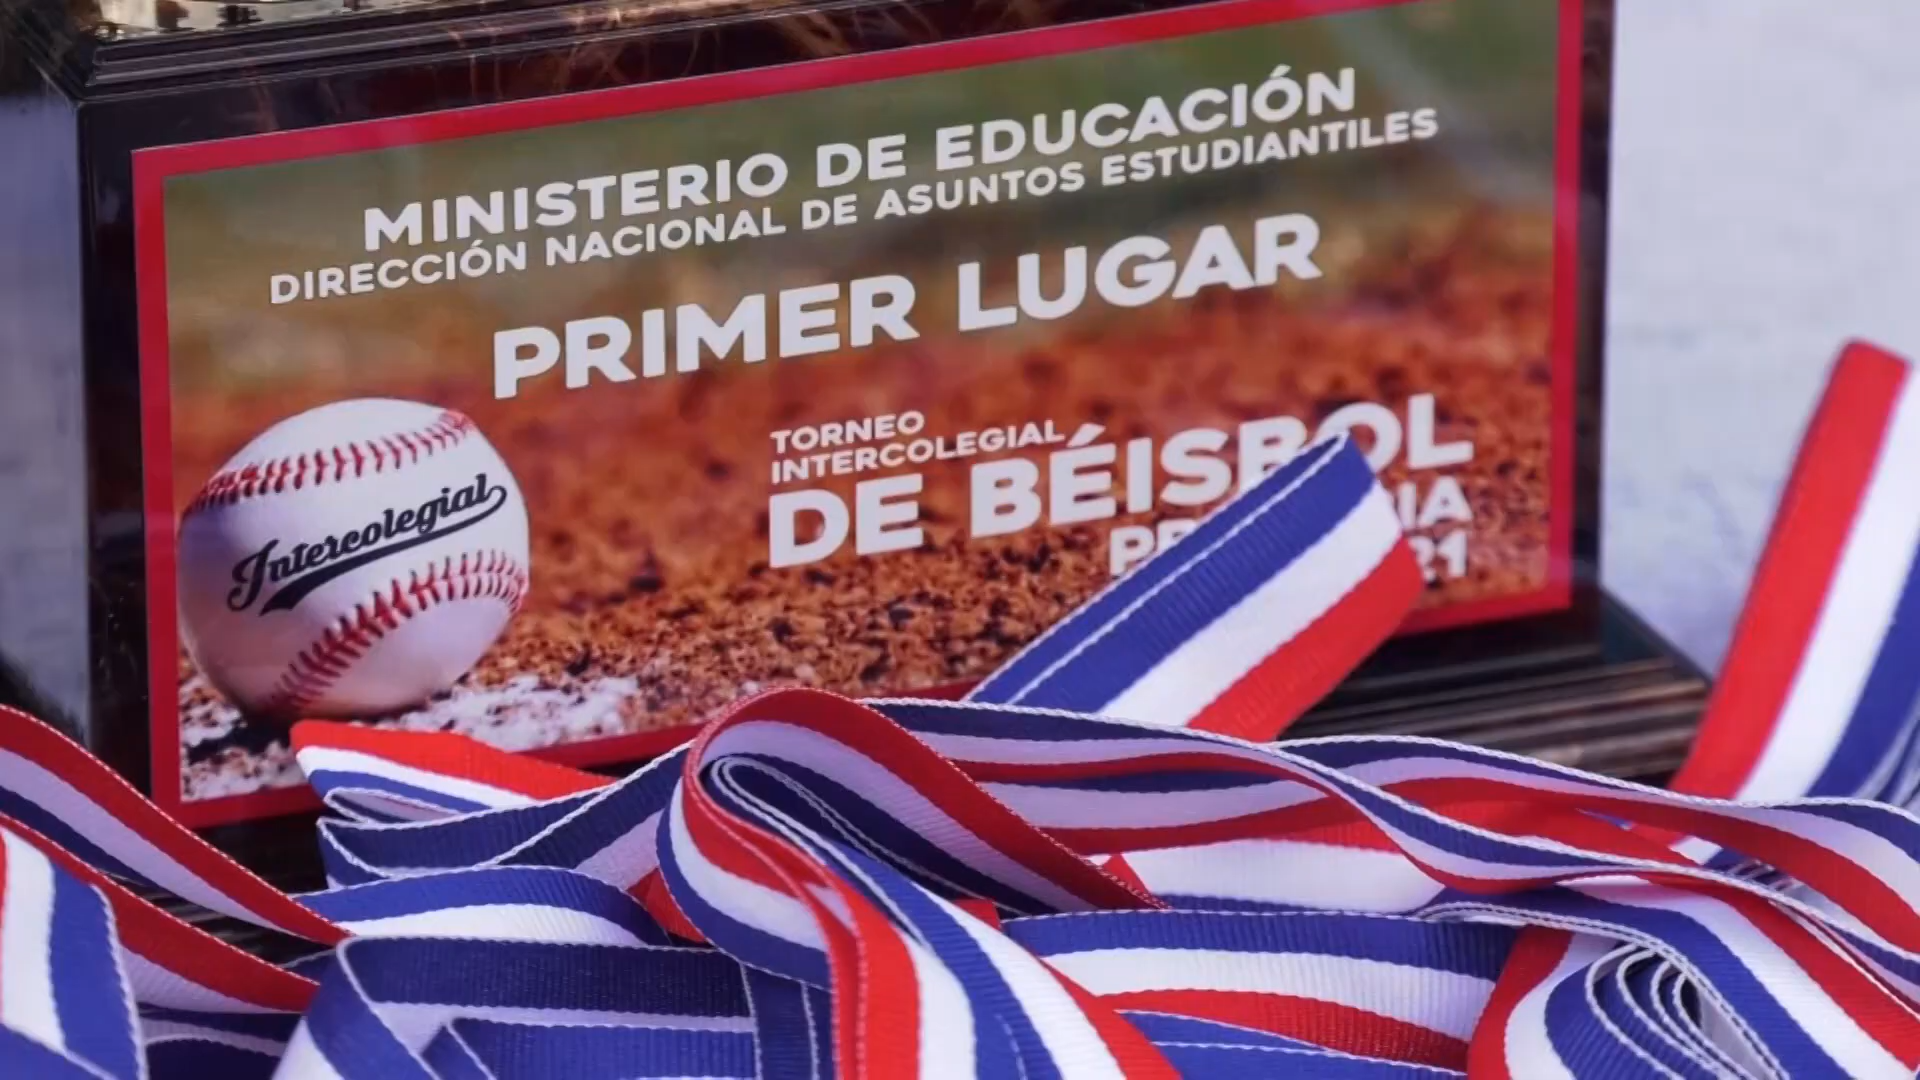 MINISTERIO DE EDUCACIÓN
DIRECCIÓN NACIONAL DE ASUNTOS ESTUDIANTILES
PRIMER LUGAR
TORNEO
INTERCOLEGIAL
DE BÉISBOL
Intercolegial